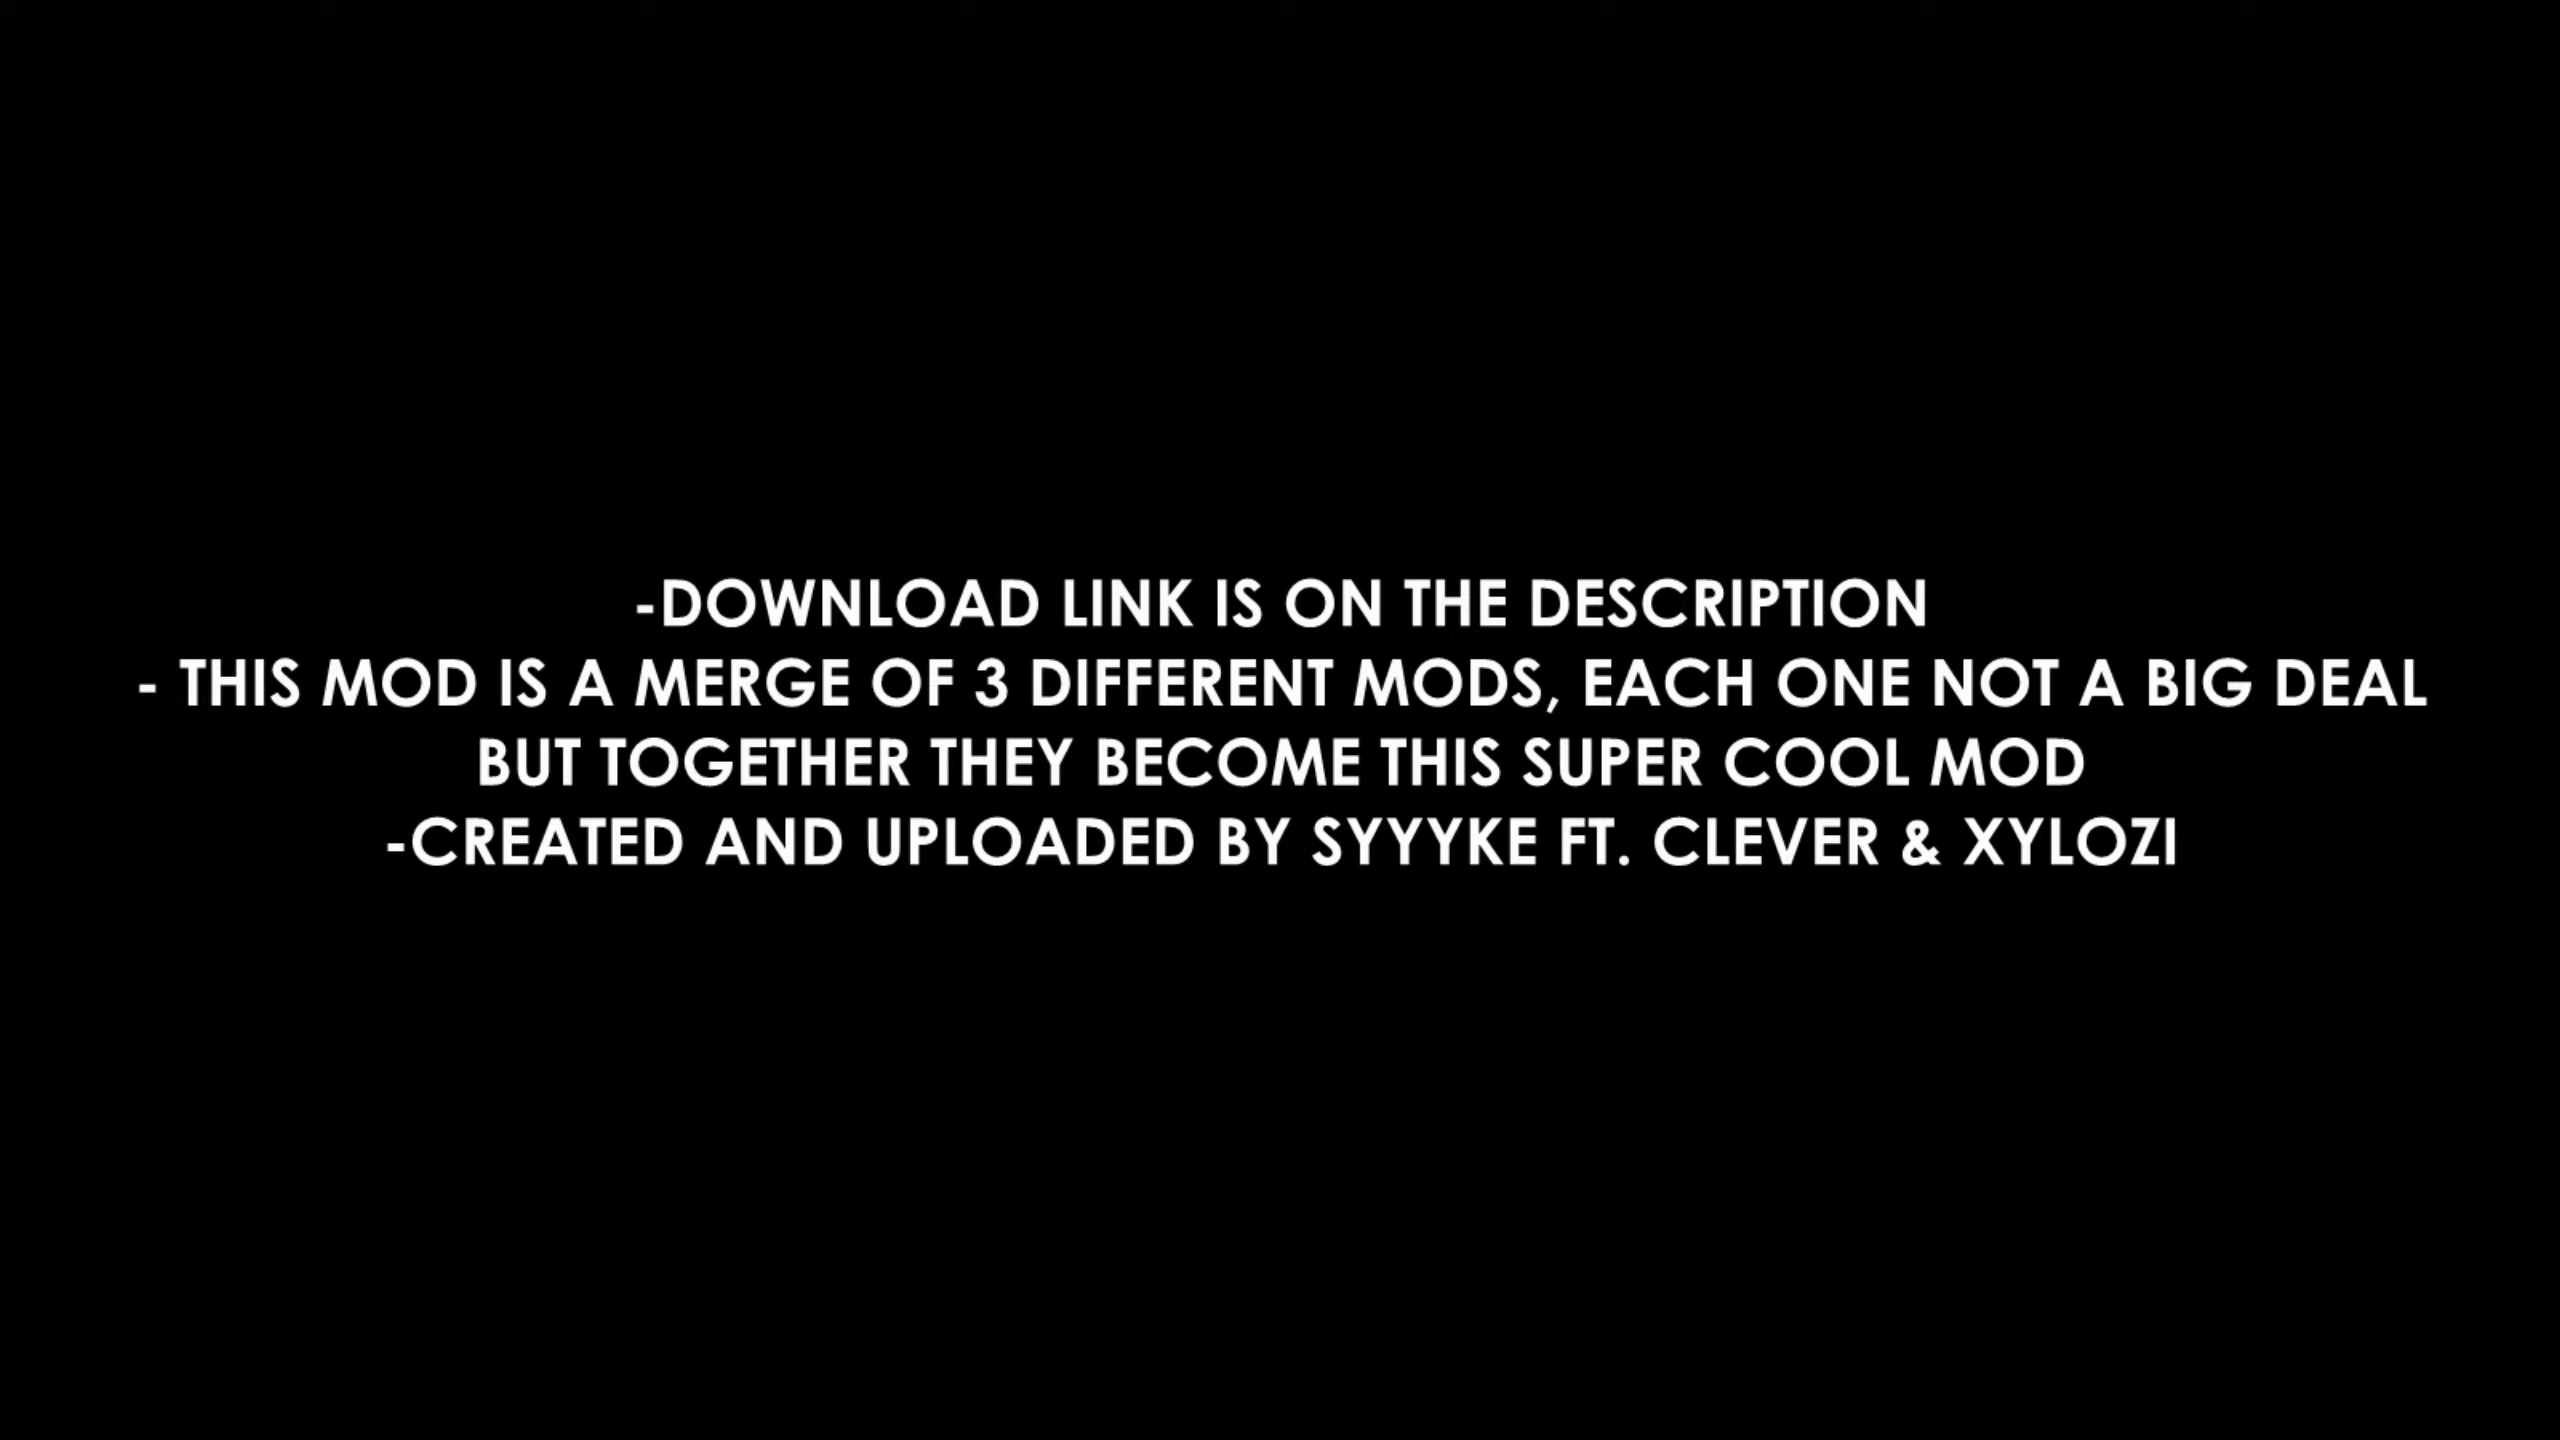 -DOWNLOAD LINK IS ON THE DESCRIPTION
- THIS MOD IS A MERGE OF 3 DIFFERENT MODS, EACH ONE NOT A BIG DEAL
BUT TOGETHER THEY BECOME THIS SUPER COOL MOD
-CREATED AND UPLOADED BY SYYYKE FT. CLEVER & XYLOZI